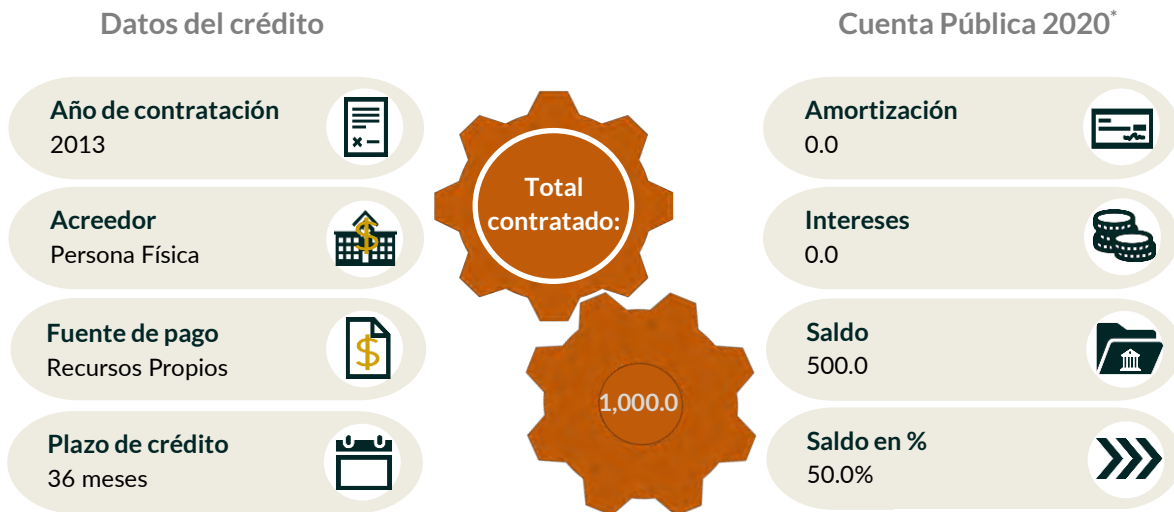 Datos del crédito
Año de contratación
2013
Acreedor
Persona Física
Fuente de pago
Recursos Propios
Plazo de crédito
36 meses
Total
contratado:
1,000.0
Cuenta Pública 2020*
Amortización
0.0
Intereses
0.0
Saldo
500.0
Saldo en %
50.0%